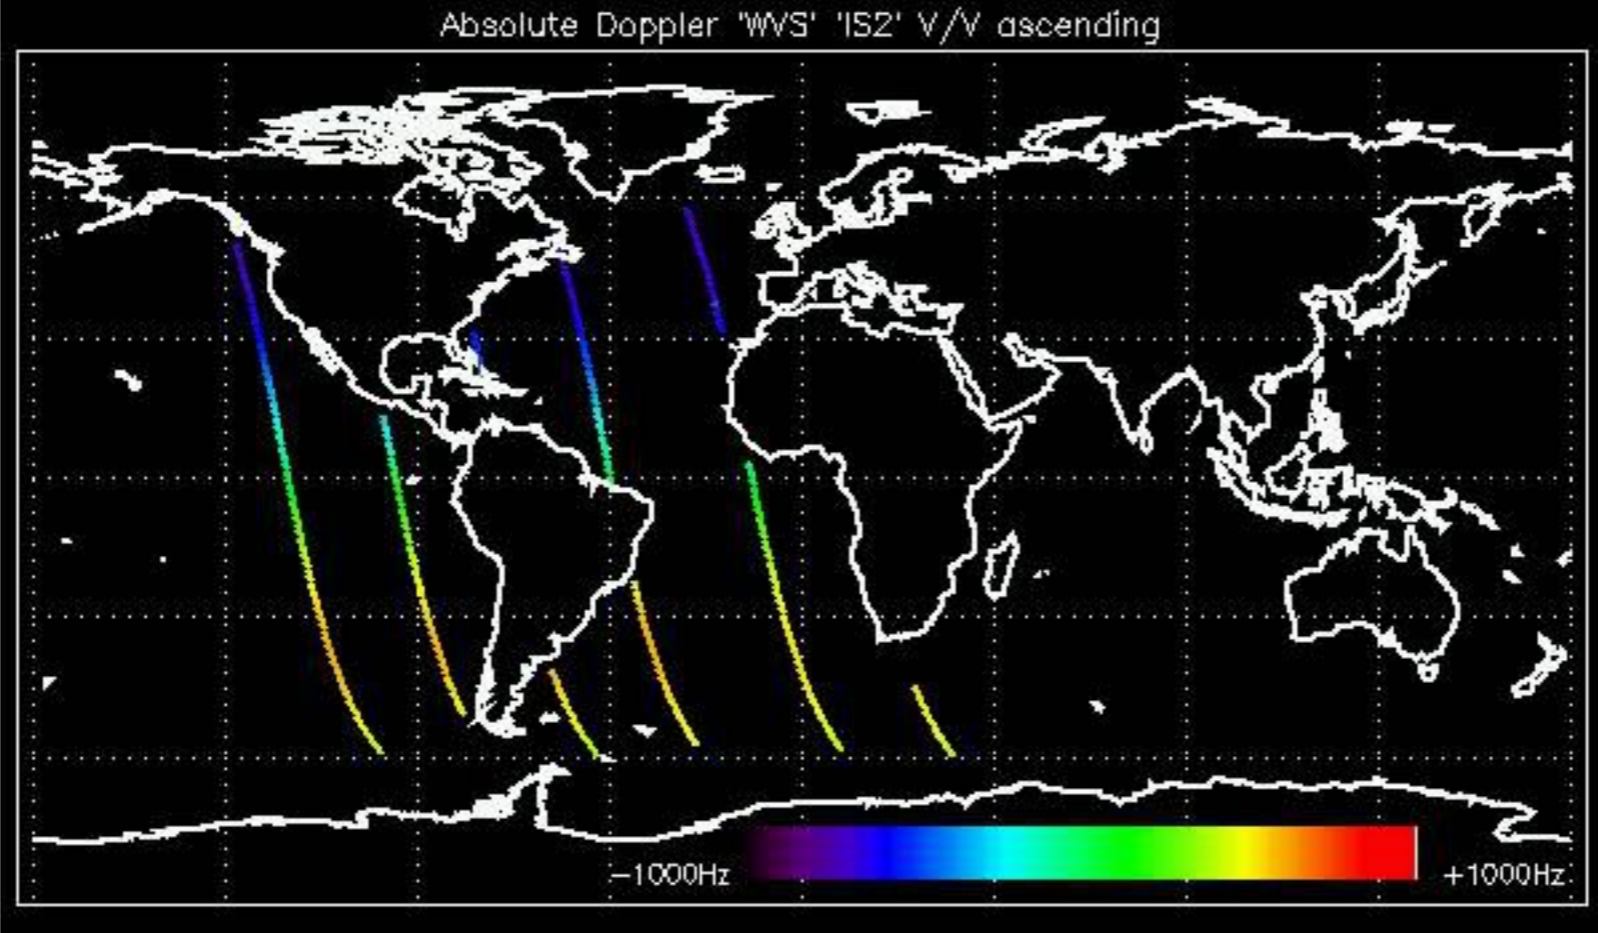 Absolute Doppler 'WVS' 'IS2' V/V ascending
-1000Hz +1000Hz